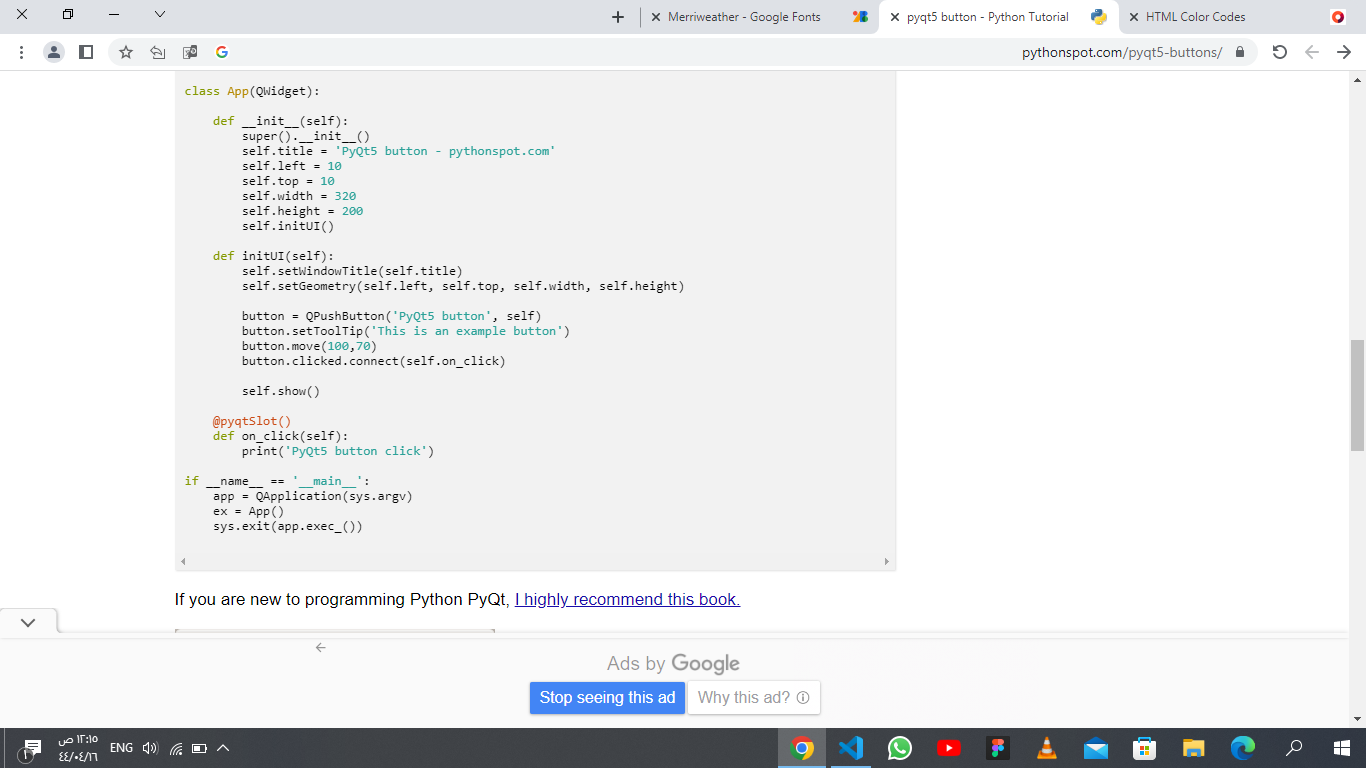 Merriweather - Google Fonts
pyqt5 button - Python Tutorial
HTML Color Codes
pythonspot.com/pyqt5-buttons/
class App(QWidget):
    def __init__(self):
        super().__init__()
        self.title = 'PyQt5 button - pythonspot.com'
        self.left = 10
        self.top = 10
        self.width = 320
        self.height = 200
        self.initUI()
    def initUI(self):
        self.setWindowTitle(self.title)
        self.setGeometry(self.left, self.top, self.width, self.height)
        button = QPushButton('PyQt5 button', self)
        button.setToolTip('This is an example button')
        button.move(100,70)
        button.clicked.connect(self.on_click)
        self.show()
    @pyqtSlot()
    def on_click(self):
        print('PyQt5 button click')
if __name__ == '__main__':
    app = QApplication(sys.argv)
    ex = App()
    sys.exit(app.exec_())
If you are new to programming Python PyQt, I highly recommend this book.
Ads by Google
Stop seeing this ad
Why this ad?
١
١٢:١٥ ص
٤٤/٠٤/١٦
ENG